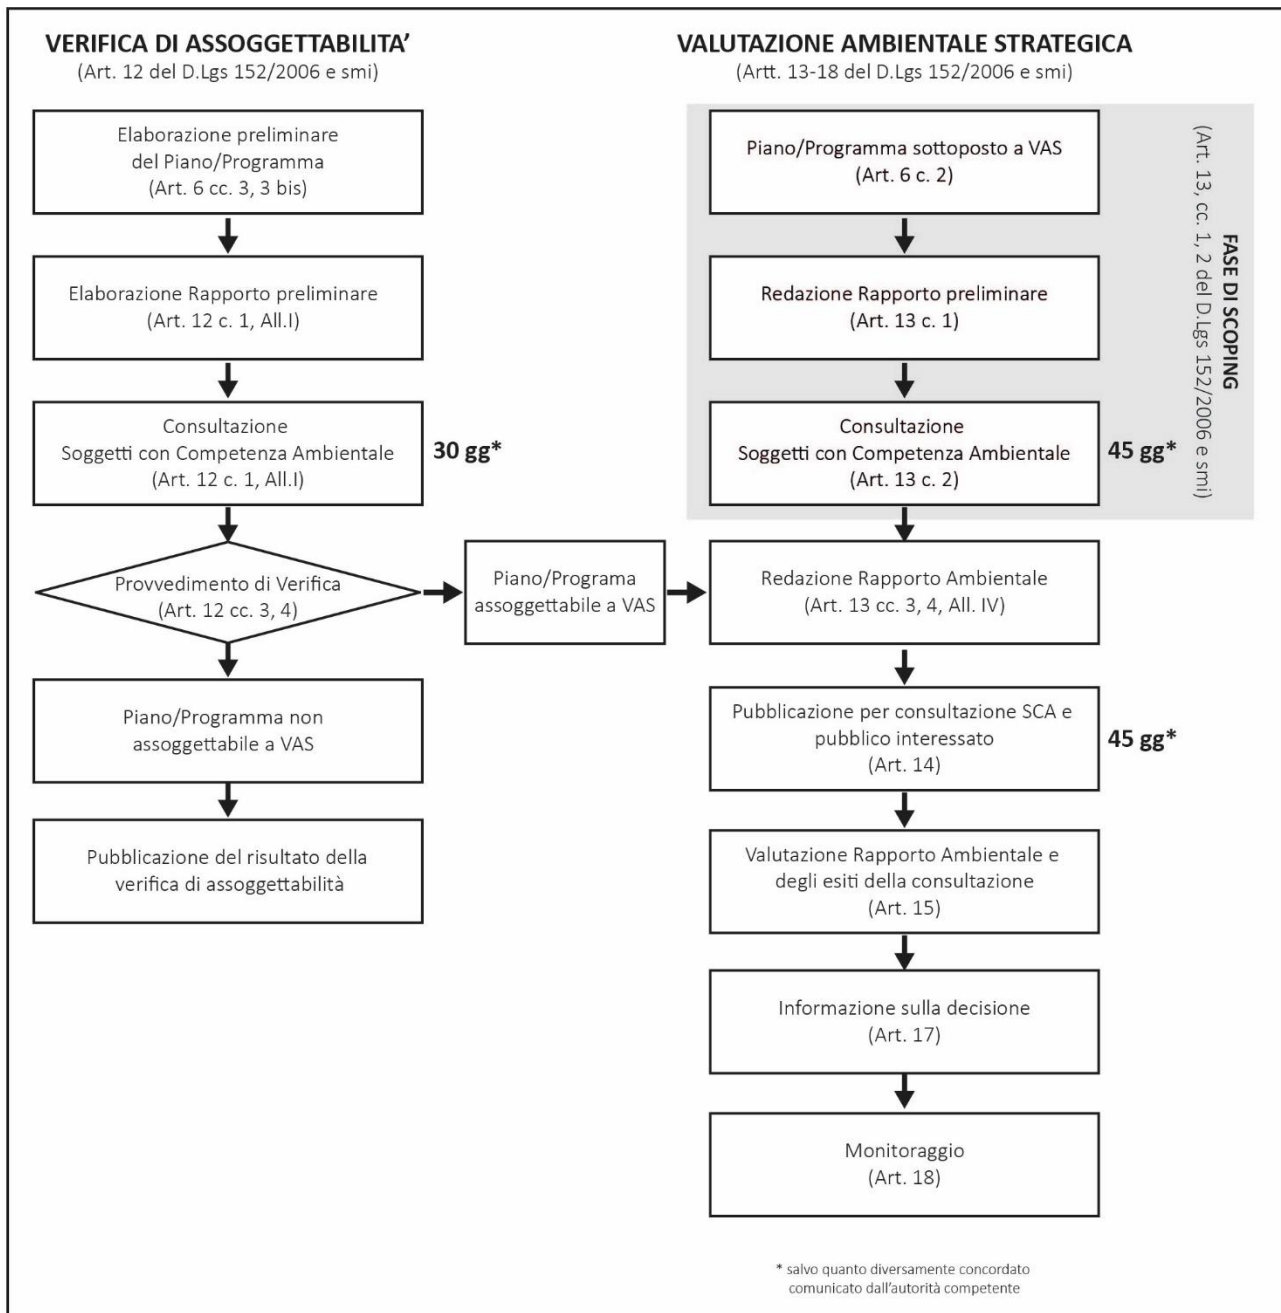 VERIFICA DI ASSOGGETTABILITA’
(Art. 12 del D.Lgs 152/2006 e smi)
Elaborazione preliminare
del Piano/Programma
(Art. 6 cc. 3, 3 bis)
Elaborazione Rapporto preliminare
(Art. 12 c. 1, All.I)
Consultazione
Soggetti con Competenza Ambientale
(Art. 12 c. 1, All.I)
30 gg*
Provvedimento di Verifica
(Art. 12 cc. 3, 4)
Piano/Programa
assoggettabile a VAS
Piano/Programma non
assoggettabile a VAS
Pubblicazione del risultato della
verifica di assoggettabilità
VALUTAZIONE AMBIENTALE STRATEGICA
(Artt. 13-18 del D.Lgs 152/2006 e smi)
Piano/Programma sottoposto a VAS
(Art. 6 c. 2)
Redazione Rapporto preliminare
(Art. 13 c. 1)
Consultazione
Soggetti con Competenza Ambientale
(Art. 13 c. 2)
45 gg*
FASE DI SCOPING
(Art. 13, cc. 1, 2 del D.Lgs 152/2006 e smi)
Redazione Rapporto Ambientale
(Art. 13 cc. 3, 4, All. IV)
Pubblicazione per consultazione SCA e
pubblico interessato
(Art. 14)
45 gg*
Valutazione Rapporto Ambientale e
degli esiti della consultazione
(Art. 15)
Informazione sulla decisione
(Art. 17)
Monitoraggio
(Art. 18)
* salvo quanto diversamente concordato
comunicato dall’autorità competente